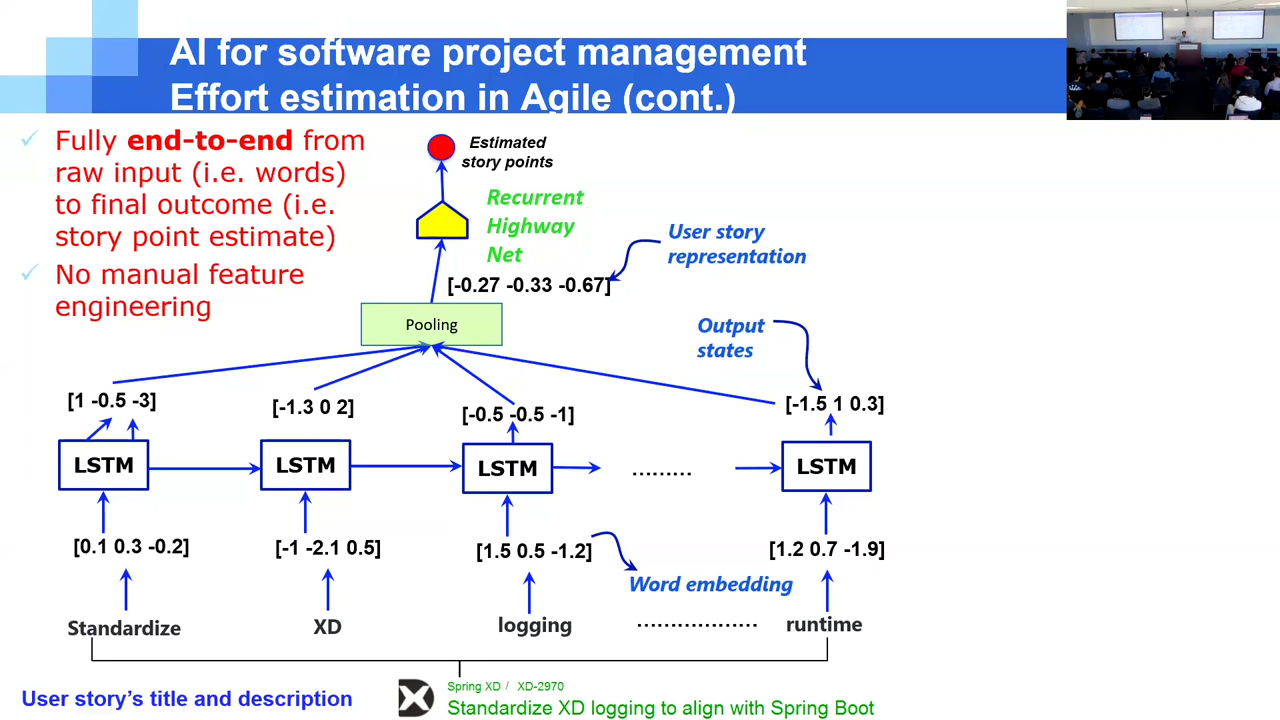 AI for software project management
Effort estimation in Agile (cont.)
✓ Fully end-to-end from
raw input (i.e. words)
to final outcome (i.e.
story point estimate)
✓ No manual feature
engineering
Estimated
story points
Recurrent
Highway
Net
User story
representation
[-0.27 -0.33 -0.67]
Pooling
Output
states
[1 -0.5 -3]
[-1.3 0 2]
[-0.5 -0.5 -1]
[-1.5 1 0.3]
LSTM
LSTM
LSTM
.........
LSTM
[0.1 0.3 -0.2]
[-1 -2.1 0.5]
[1.5 0.5 -1.2]
[1.2 0.7 -1.9]
Word embedding
Standardize
XD
logging
..................
runtime
User story's title and description
XD
Spring XD / XD-2970
Standardize XD logging to align with Spring Boot